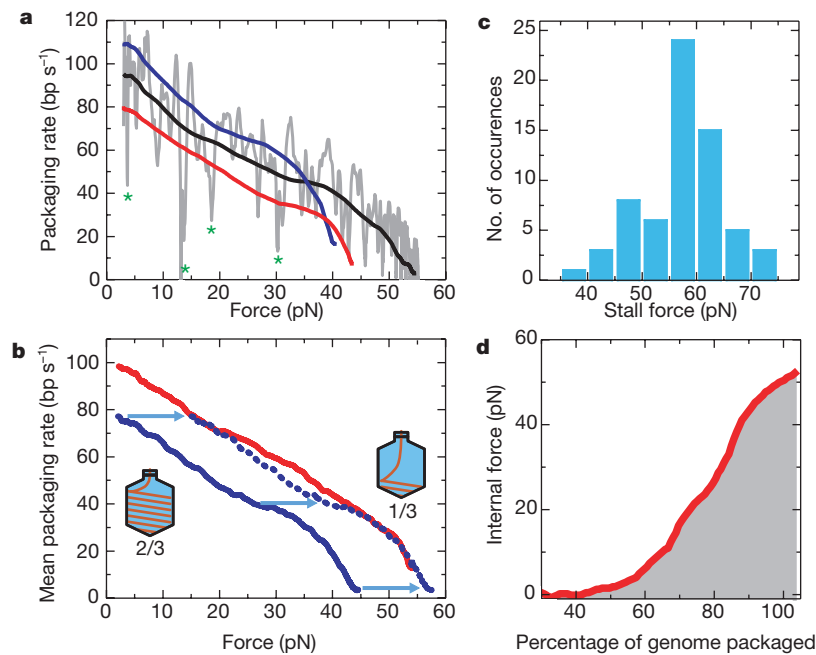 a
Packaging rate (bp s⁻¹)
120
100
80
60
40
20
0
*
*
*
*
0 10 20 30 40 50 60
Force (pN)
c
No. of occurences
25
20
15
10
5
0
40 50 60 70
Stall force (pN)
b
Mean packaging rate (bp s⁻¹)
100
80
60
40
20
0
2/3
1/3
0 10 20 30 40 50 60
Force (pN)
d
Internal force (pN)
60
40
20
0
40 60 80 100
Percentage of genome packaged